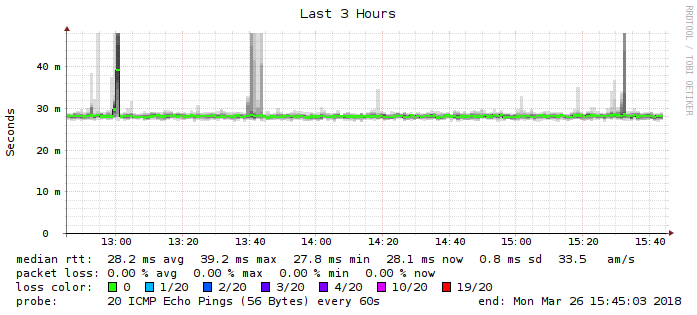 Last 3 Hours
RRDTOOL / TOBI OETIKER
Seconds
40 m
30 m
20 m
10 m
0
13:00 13:20 13:40 14:00 14:20 14:40 15:00 15:20 15:40
median rtt: 28.2 ms avg 39.2 ms max 27.8 ms min 28.1 ms now 0.8 ms sd 33.5 am/s
packet loss: 0.00 % avg 0.00 % max 0.00 % min 0.00 % now
loss color: 0 1/20 2/20 3/20 4/20 10/20 19/20
probe: 20 ICMP Echo Pings (56 Bytes) every 60s end: Mon Mar 26 15:45:03 2018